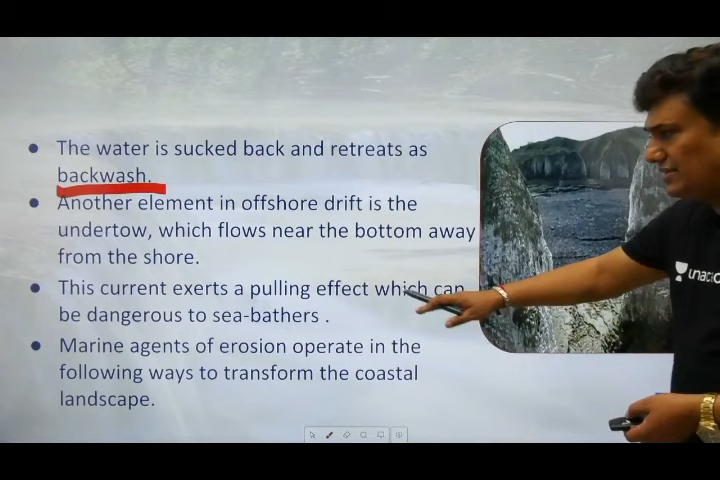 The water is sucked back and retreats as
backwash.
Another element in offshore drift is the
undertow, which flows near the bottom away
from the shore.
This current exerts a pulling effect which can
be dangerous to sea-bathers .
Marine agents of erosion operate in the
following ways to transform the coastal
landscape.